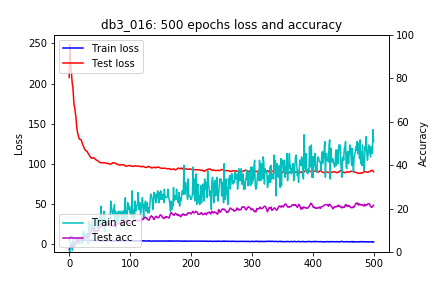 db3_016: 500 epochs loss and accuracy
Train loss
Test loss
Train acc
Test acc
Loss
Accuracy
250
200
150
100
50
0
100
80
60
40
20
0
0
100
200
300
400
500